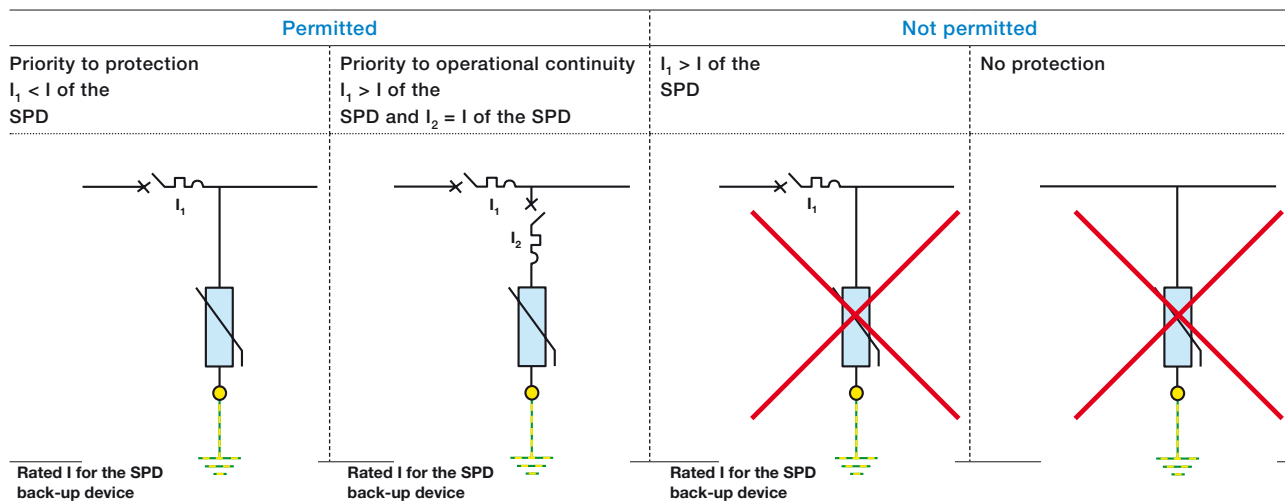 Permitted
Not permitted
Priority to protection
I₁ < I of the
SPD
Priority to operational continuity
I₁ > I of the
SPD and I₂ = I of the SPD
I₁ > I of the
SPD
No protection
I₁
I₁
I₂
I₁
Rated I for the SPD
back-up device
Rated I for the SPD
back-up device
Rated I for the SPD
back-up device